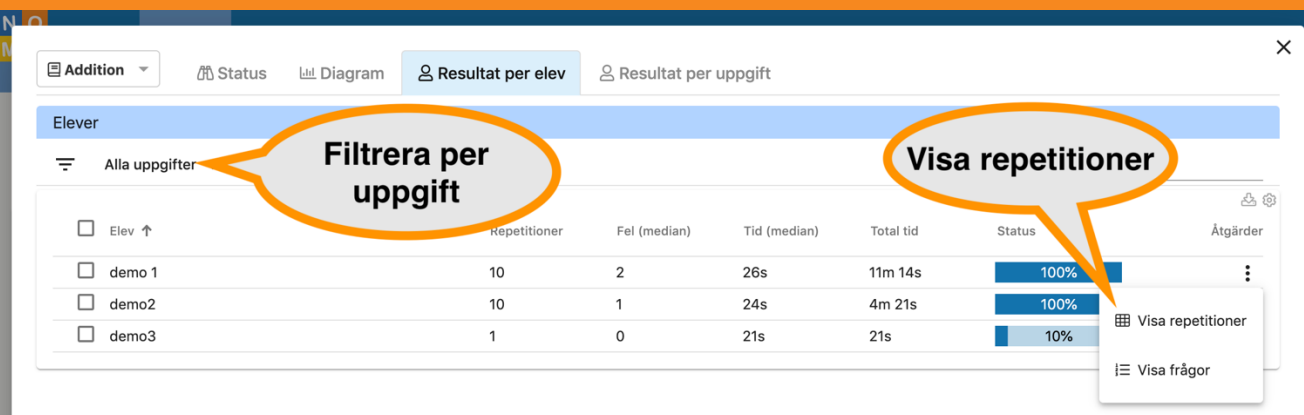 N O
M
Addition Status Diagram Resultat per elev Resultat per uppgift
Elever
Alla uppgifter
Filtrera per
uppgift
Visa repetitioner
Elev ↑ Repetitioner Fel (median) Tid (median) Total tid Status Åtgärder
demo 1 10 2 26s 11m 14s 100%
demo2 10 1 24s 4m 21s 100%
demo3 1 0 21s 21s 10%
Visa repetitioner
Visa frågor